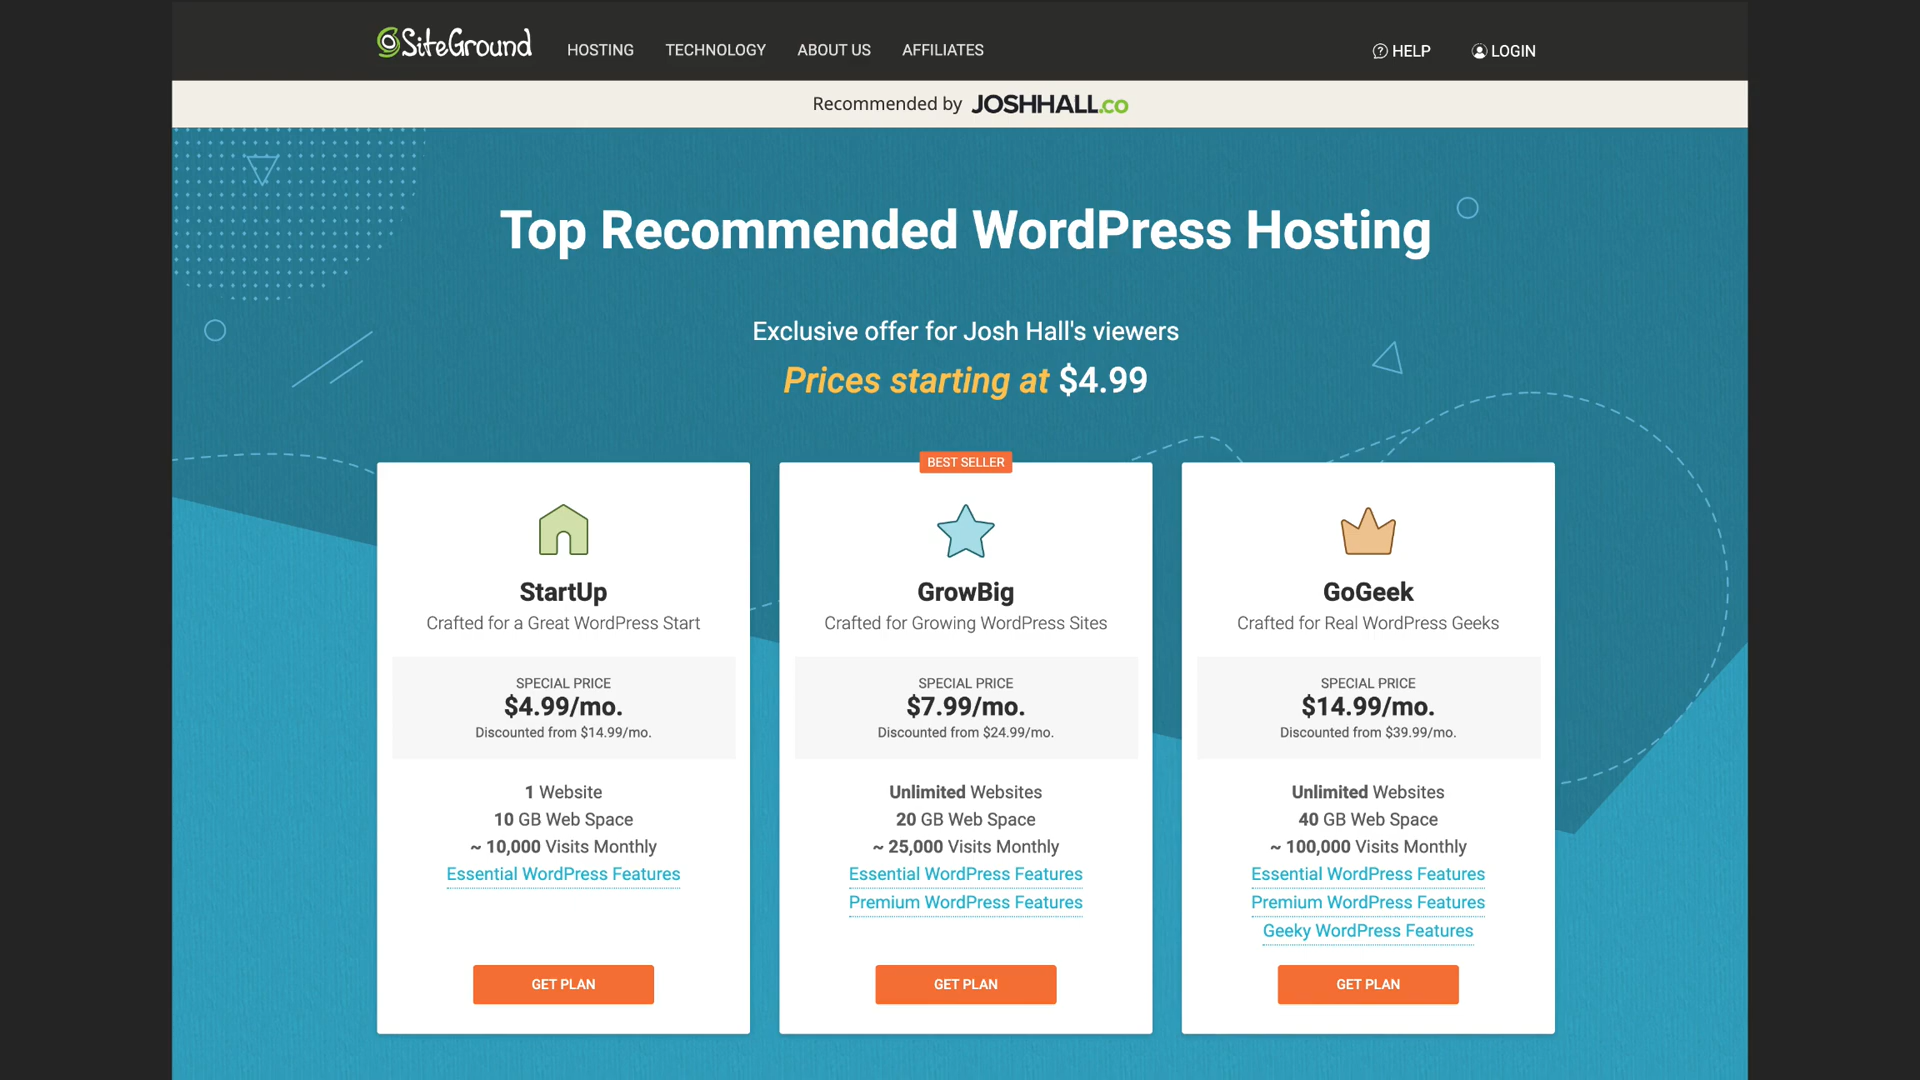 SiteGround HOSTING TECHNOLOGY ABOUT US AFFILIATES HELP LOGIN
Recommended by JOSHHALL.co
Top Recommended WordPress Hosting
Exclusive offer for Josh Hall's viewers
Prices starting at $4.99
StartUp
Crafted for a Great WordPress Start
SPECIAL PRICE
$4.99/mo.
Discounted from $14.99/mo.
1 Website
10 GB Web Space
~ 10,000 Visits Monthly
Essential WordPress Features
GET PLAN
BEST SELLER
GrowBig
Crafted for Growing WordPress Sites
SPECIAL PRICE
$7.99/mo.
Discounted from $24.99/mo.
Unlimited Websites
20 GB Web Space
~ 25,000 Visits Monthly
Essential WordPress Features
Premium WordPress Features
GET PLAN
GoGeek
Crafted for Real WordPress Geeks
SPECIAL PRICE
$14.99/mo.
Discounted from $39.99/mo.
Unlimited Websites
40 GB Web Space
~ 100,000 Visits Monthly
Essential WordPress Features
Premium WordPress Features
Geeky WordPress Features
GET PLAN